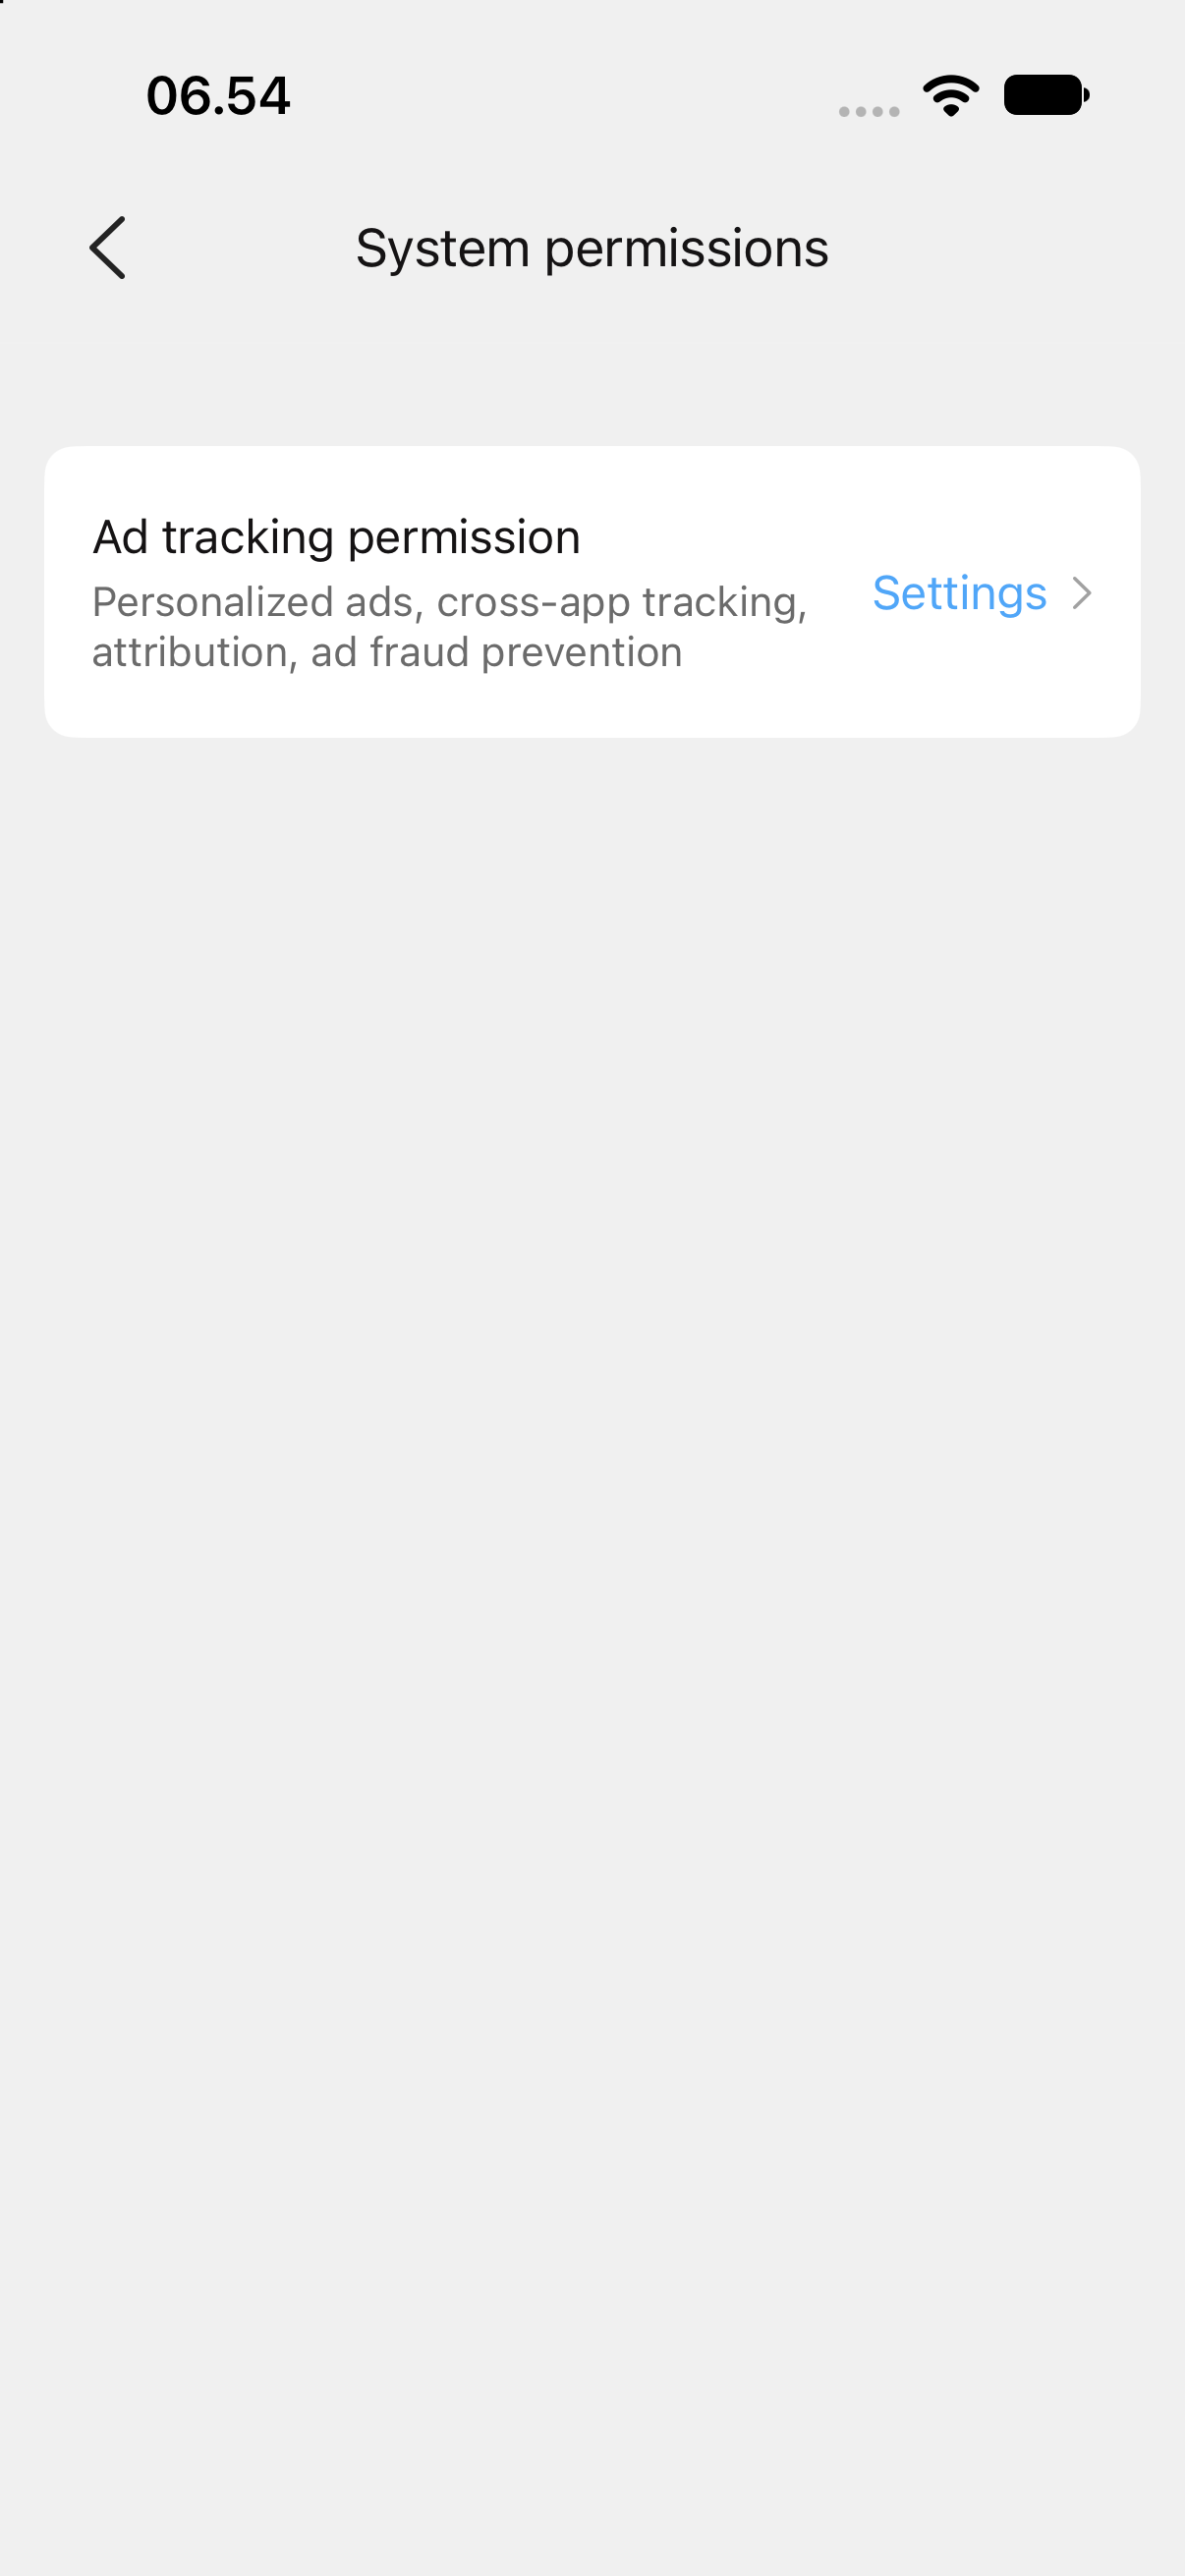 06.54
System permissions
Ad tracking permission
Personalized ads, cross-app tracking,
attribution, ad fraud prevention
Settings